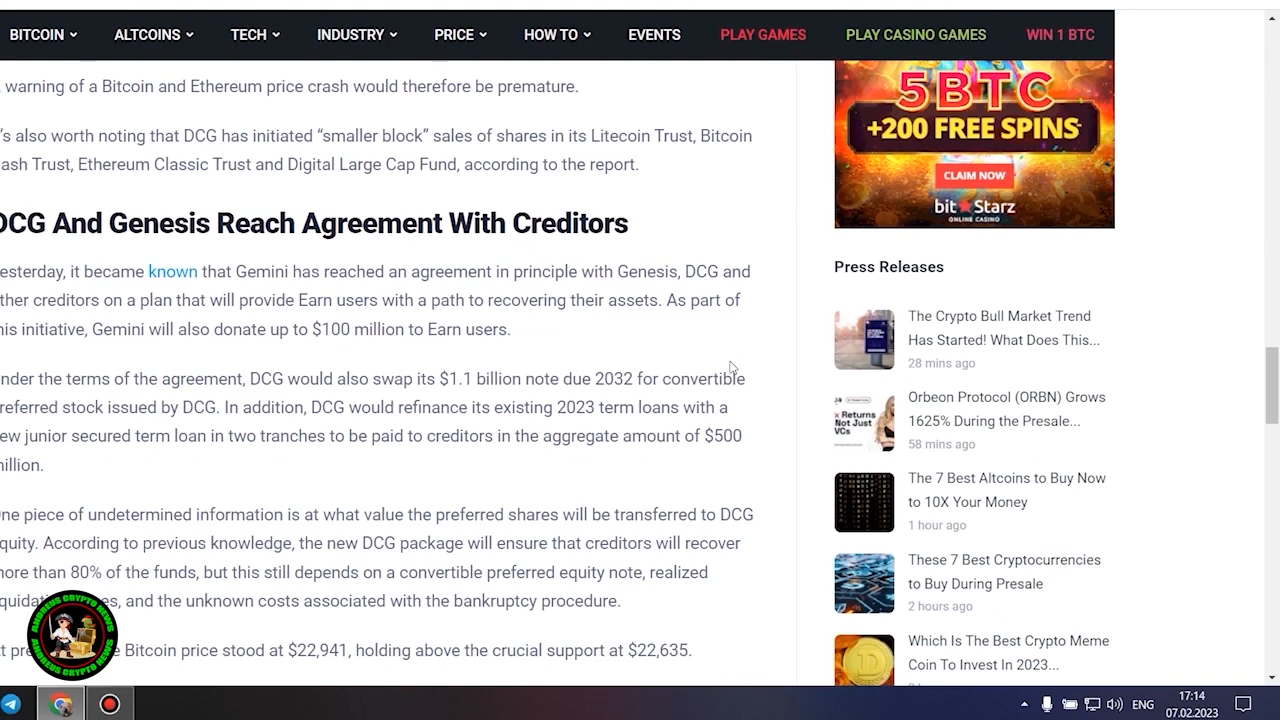 BITCOIN ALTCOINS TECH INDUSTRY PRICE HOW TO EVENTS PLAY GAMES PLAY CASINO GAMES WIN 1 BTC
warning of a Bitcoin and Ethereum price crash would therefore be premature.
's also worth noting that DCG has initiated “smaller block” sales of shares in its Litecoin Trust, Bitcoin
ash Trust, Ethereum Classic Trust and Digital Large Cap Fund, according to the report.
DCG And Genesis Reach Agreement With Creditors
esterday, it became known that Gemini has reached an agreement in principle with Genesis, DCG and
ther creditors on a plan that will provide Earn users with a path to recovering their assets. As part of
his initiative, Gemini will also donate up to $100 million to Earn users.
nder the terms of the agreement, DCG would also swap its $1.1 billion note due 2032 for convertible
referred stock issued by DCG. In addition, DCG would refinance its existing 2023 term loans with a
ew junior secured term loan in two tranches to be paid to creditors in the aggregate amount of $500
illion.
ne piece of undetermined information is at what value the preferred shares will be transferred to DCG
quity. According to previous knowledge, the new DCG package will ensure that creditors will recover
ore than 80% of the funds, but this still depends on a convertible preferred equity note, realized
and the unknown costs associated with the bankruptcy procedure.
Bitcoin price stood at $22,941, holding above the crucial support at $22,635.
5BTC
+200 FREE SPINS
CLAIM NOW
bitStarz
ONLINE CASINO
Press Releases
The Crypto Bull Market Trend
Has Started! What Does This...
28 mins ago
Returns
Not Just
VCs
Orbeon Protocol (ORBN) Grows
1625% During the Presale...
58 mins ago
The 7 Best Altcoins to Buy Now
to 10X Your Money
1 hour ago
These 7 Best Cryptocurrencies
to Buy During Presale
2 hours ago
Which Is The Best Crypto Meme
Coin To Invest In 2023...
ANDREUS CRYPTO NEWS
ANDREUS CRYPTO NEWS
ENG
17:14
07.02.2023